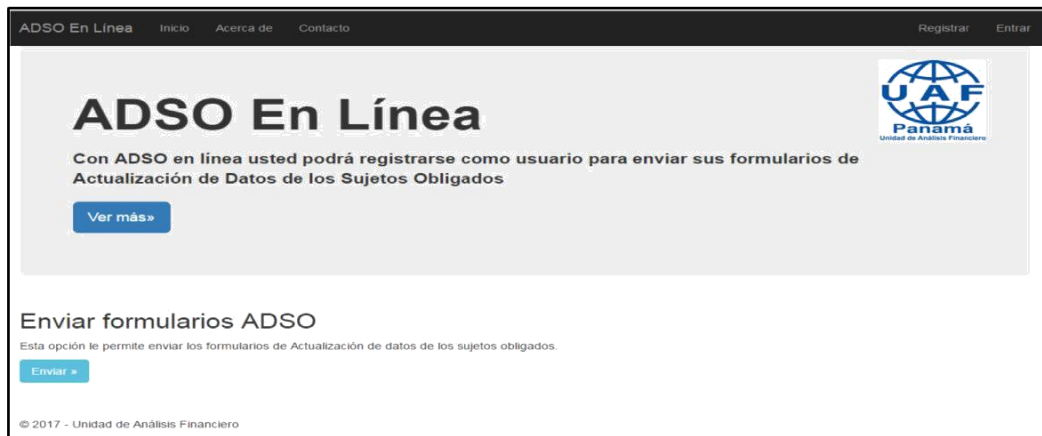 ADSO En Línea Inicio Acerca de Contacto Registrar Entrar
UAF
Panamá
Unidad de Análisis Financiero
ADSO En Línea
Con ADSO en línea usted podrá registrarse como usuario para enviar sus formularios de
Actualización de Datos de los Sujetos Obligados
Ver más»
Enviar formularios ADSO
Esta opción le permite enviar los formularios de Actualización de datos de los sujetos obligados.
Enviar »
© 2017 - Unidad de Análisis Financiero